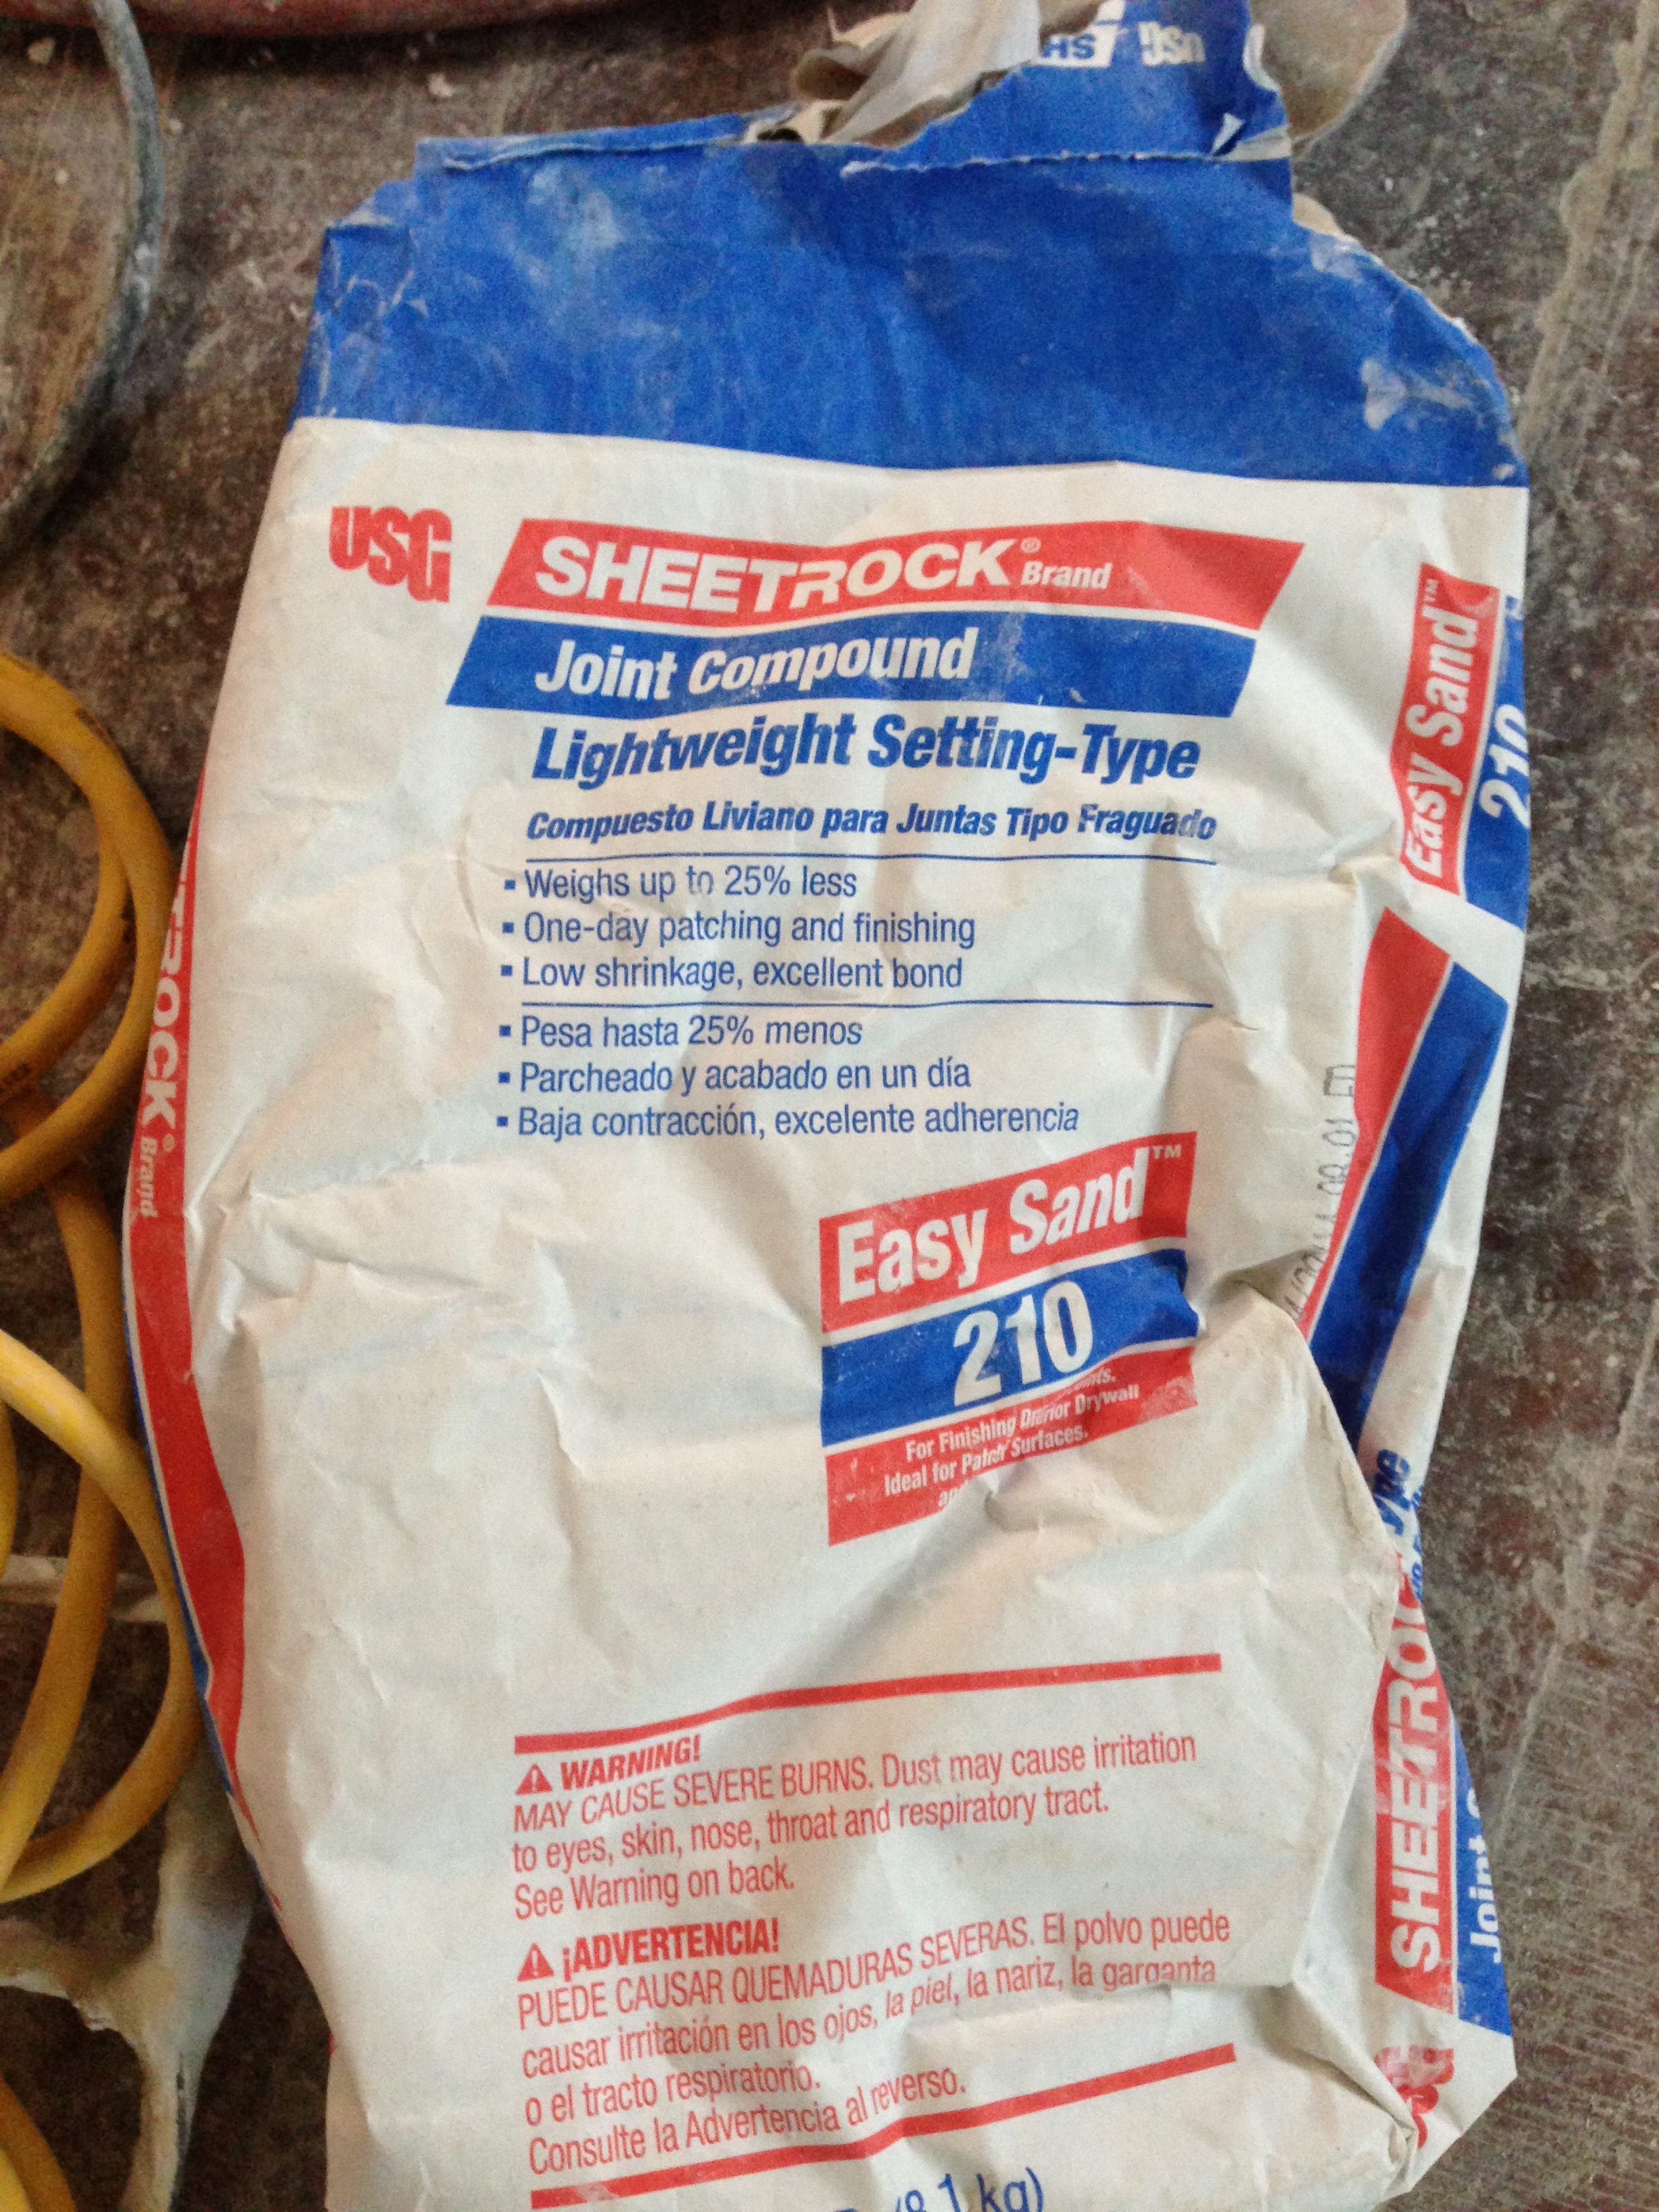 USG
SHEETROCK® Brand
Joint Compound
Lightweight Setting-Type
Compuesto Liviano para Juntas Tipo Fraguado
▪ Weighs up to 25% less
▪ One-day patching and finishing
▪ Low shrinkage, excellent bond
▪ Pesa hasta 25% menos
▪ Parcheado y acabado en un día
▪ Baja contracción, excelente adherencia
Easy Sand™
210
For Finishing
Ideal for Drywall
Surfaces.
⚠ WARNING!
MAY CAUSE SEVERE BURNS. Dust may cause irritation
to eyes, skin, nose, throat and respiratory tract.
See Warning on back.
⚠ ¡ADVERTENCIA!
PUEDE CAUSAR QUEMADURAS SEVERAS. El polvo puede
causar irritación en los ojos, la piel, la nariz, la garganta
o el tracto respiratorio.
Consulte la Advertencia al reverso.
kg)
Easy Sand™
210
SHEETROC
Joint
TROCK® Brand
USG